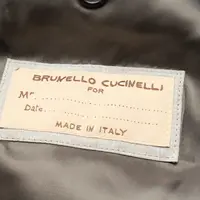 BRUNELLO CUCINELLI
FOR
Mr.
Date
MADE IN ITALY